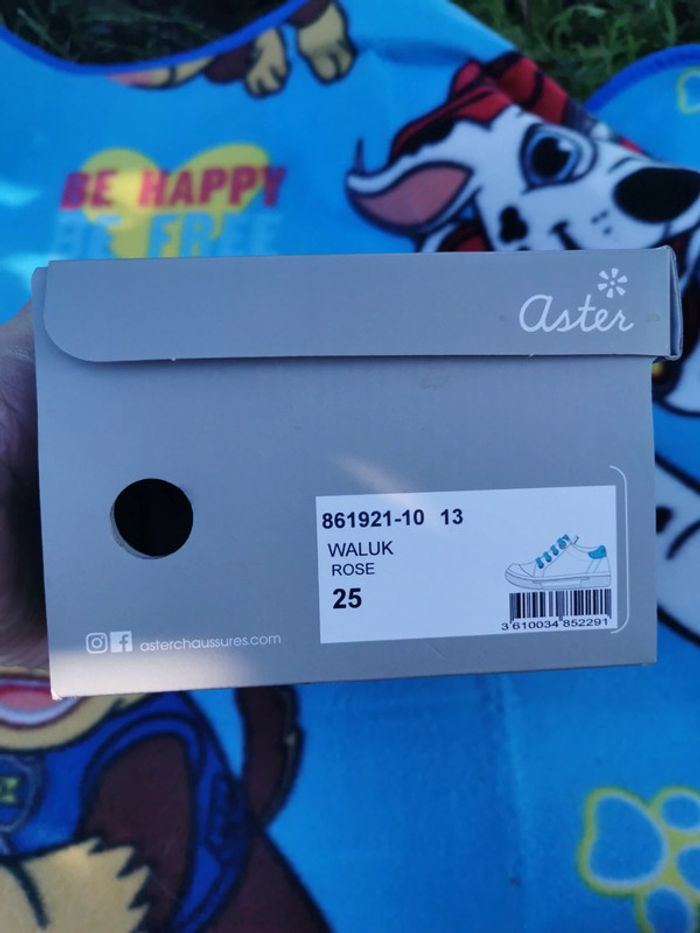 BE HAPPY
BE FREE
aster
861921-10 13
WALUK
ROSE
25
3 610034 852291
asterchaussures.com